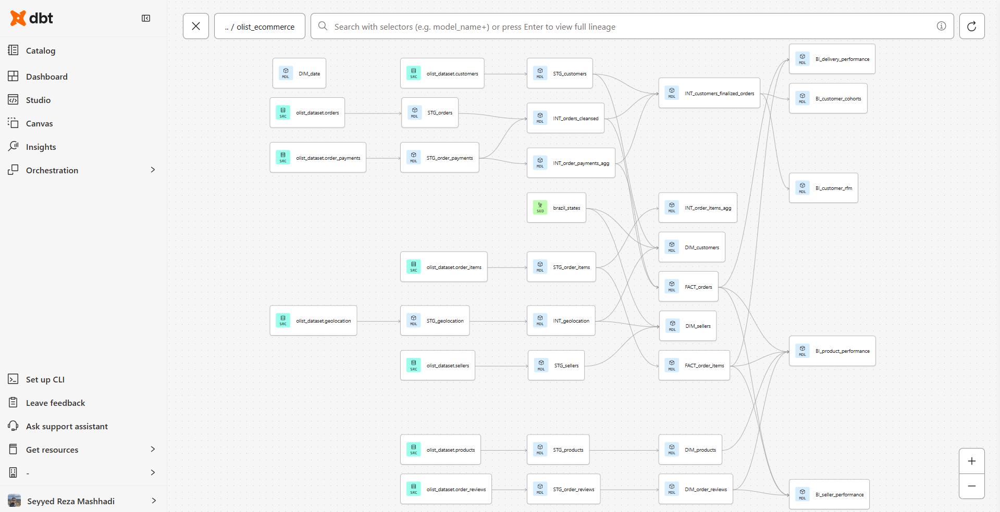 dbt
Catalog
Dashboard
Studio
Canvas
Insights
Orchestration
Set up CLI
Leave feedback
Ask support assistant
Get resources
-
Seyyed Reza Mashhadi
.. / olist_ecommerce
Search with selectors (e.g. model_name+) or press Enter to view full lineage
MDL DIM_date
SRC olist_dataset.orders
SRC olist_dataset.order_payments
SRC olist_dataset.geolocation
SRC olist_dataset.customers
MDL STG_orders
MDL STG_order_payments
SRC olist_dataset.order_items
MDL STG_geolocation
SRC olist_dataset.sellers
SRC olist_dataset.products
SRC olist_dataset.order_reviews
MDL STG_customers
MDL INT_orders_cleansed
MDL INT_order_payments_agg
SED brazil_states
MDL STG_order_items
MDL INT_geolocation
MDL STG_sellers
MDL STG_products
MDL STG_order_reviews
MDL INT_customers_finalized_orders
MDL INT_order_items_agg
MDL DIM_customers
MDL FACT_orders
MDL DIM_sellers
MDL FACT_order_items
MDL DIM_products
MDL DIM_order_reviews
MDL BI_delivery_performance
MDL BI_customer_cohorts
MDL BI_customer_rfm
MDL BI_product_performance
MDL BI_seller_performance